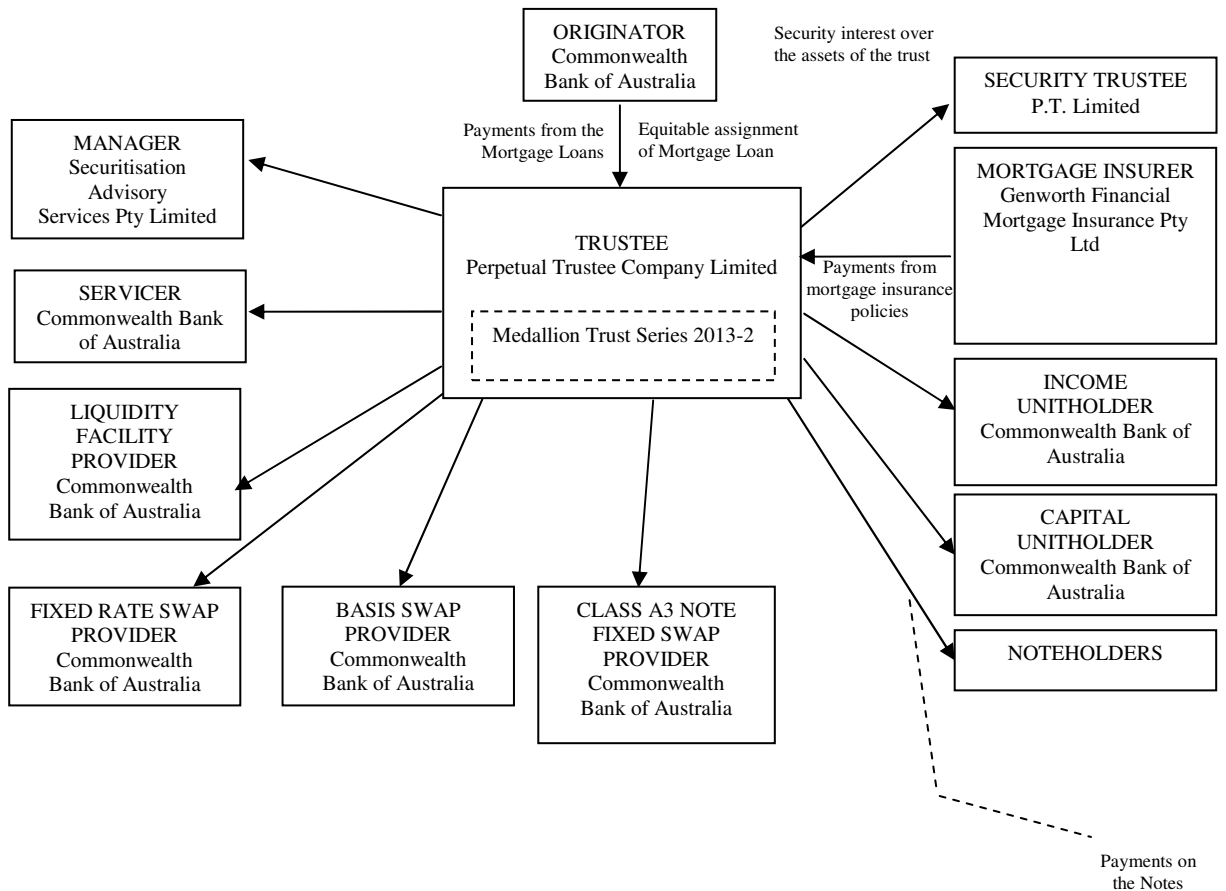 ORIGINATOR
Commonwealth
Bank of Australia
Security interest over
the assets of the trust
SECURITY TRUSTEE
P.T. Limited
Payments from the
Mortgage Loans
Equitable assignment
of Mortgage Loan
MANAGER
Securitisation
Advisory
Services Pty Limited
MORTGAGE INSURER
Genworth Financial
Mortgage Insurance Pty
Ltd
TRUSTEE
Perpetual Trustee Company Limited
Medallion Trust Series 2013-2
Payments from
mortgage insurance
policies
SERVICER
Commonwealth Bank
of Australia
INCOME
UNITHOLDER
Commonwealth Bank of
Australia
LIQUIDITY
FACILITY
PROVIDER
Commonwealth
Bank of Australia
CAPITAL
UNITHOLDER
Commonwealth Bank of
Australia
FIXED RATE SWAP
PROVIDER
Commonwealth
Bank of Australia
BASIS SWAP
PROVIDER
Commonwealth
Bank of Australia
CLASS A3 NOTE
FIXED SWAP
PROVIDER
Commonwealth
Bank of Australia
NOTEHOLDERS
Payments on
the Notes